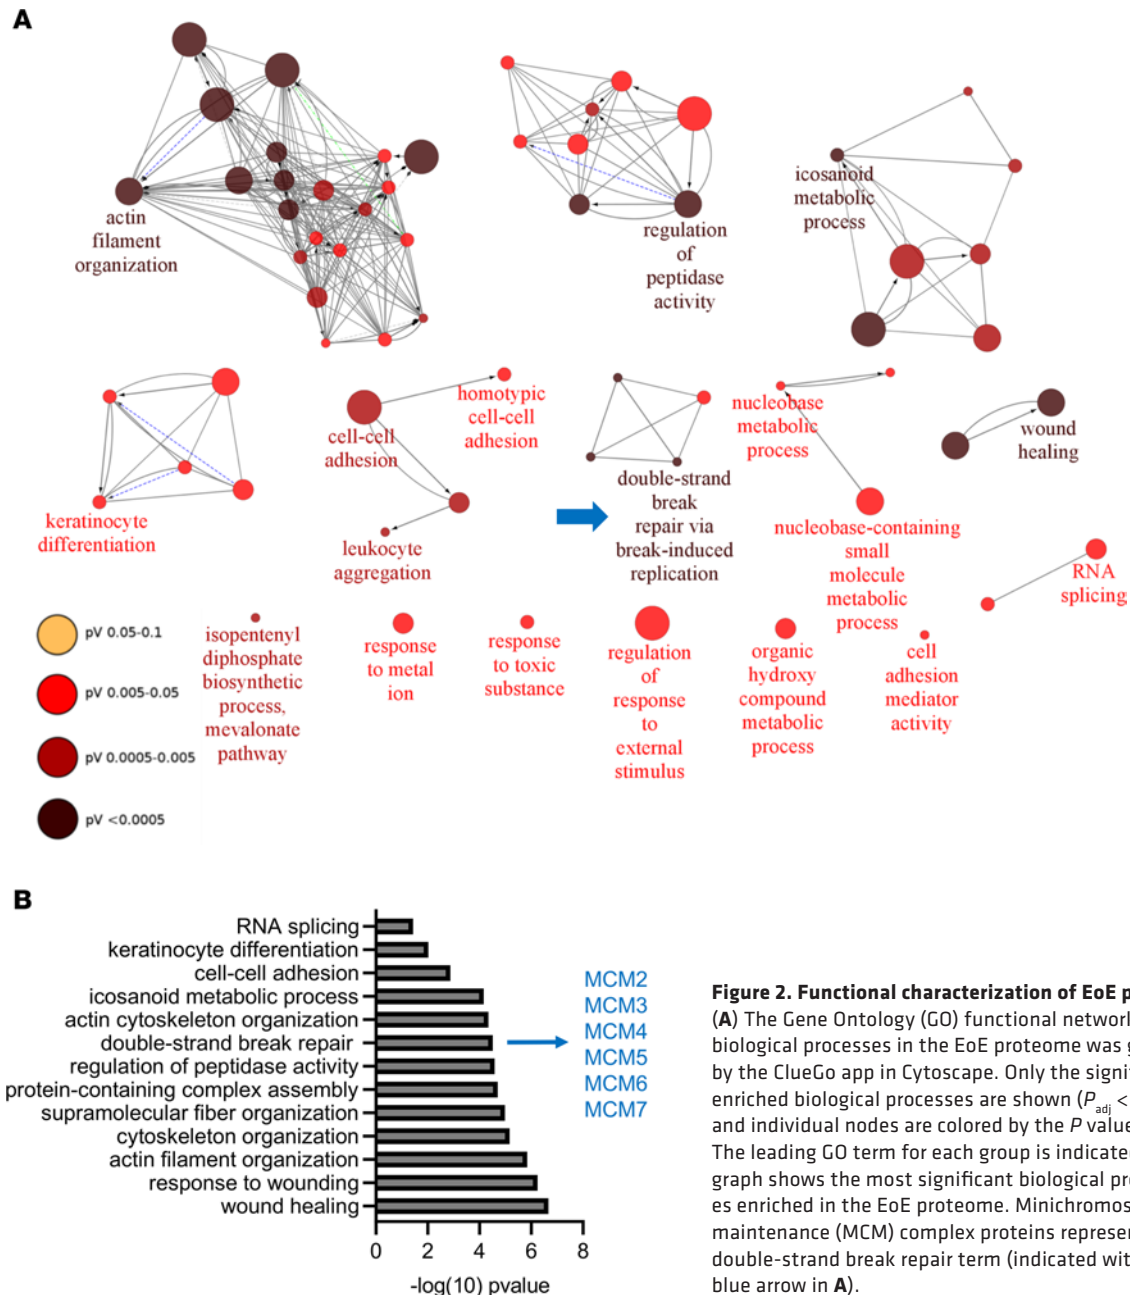 A
actin
filament
organization
regulation
of
peptidase
activity
icosanoid
metabolic
process
keratinocyte
differentiation
cell-cell
adhesion
homotypic
cell-cell
adhesion
leukocyte
aggregation
double-strand
break
repair via
break-induced
replication
nucleobase
metabolic
process
nucleobase-containing
small
molecule
metabolic
process
wound
healing
RNA
splicing
pV 0.05-0.1
pV 0.005-0.05
pV 0.0005-0.005
pV <0.0005
isopentenyl
diphosphate
biosynthetic
process,
mevalonate
pathway
response
to metal
ion
response
to toxic
substance
regulation
of
response
to
external
stimulus
organic
hydroxy
compound
metabolic
process
cell
adhesion
mediator
activity
B
RNA splicing
keratinocyte differentiation
cell-cell adhesion
icosanoid metabolic process
actin cytoskeleton organization
double-strand break repair
regulation of peptidase activity
protein-containing complex assembly
supramolecular fiber organization
cytoskeleton organization
actin filament organization
response to wounding
wound healing
0 2 4 6 8
-log(10) pvalue
MCM2
MCM3
MCM4
MCM5
MCM6
MCM7
Figure 2. Functional characterization of EoE p
(A) The Gene Ontology (GO) functional network
biological processes in the EoE proteome was g
by the ClueGo app in Cytoscape. Only the signif
enriched biological processes are shown (Padj <
and individual nodes are colored by the P value
The leading GO term for each group is indicated
graph shows the most significant biological pro
es enriched in the EoE proteome. Minichromos
maintenance (MCM) complex proteins represen
double-strand break repair term (indicated wit
blue arrow in A).